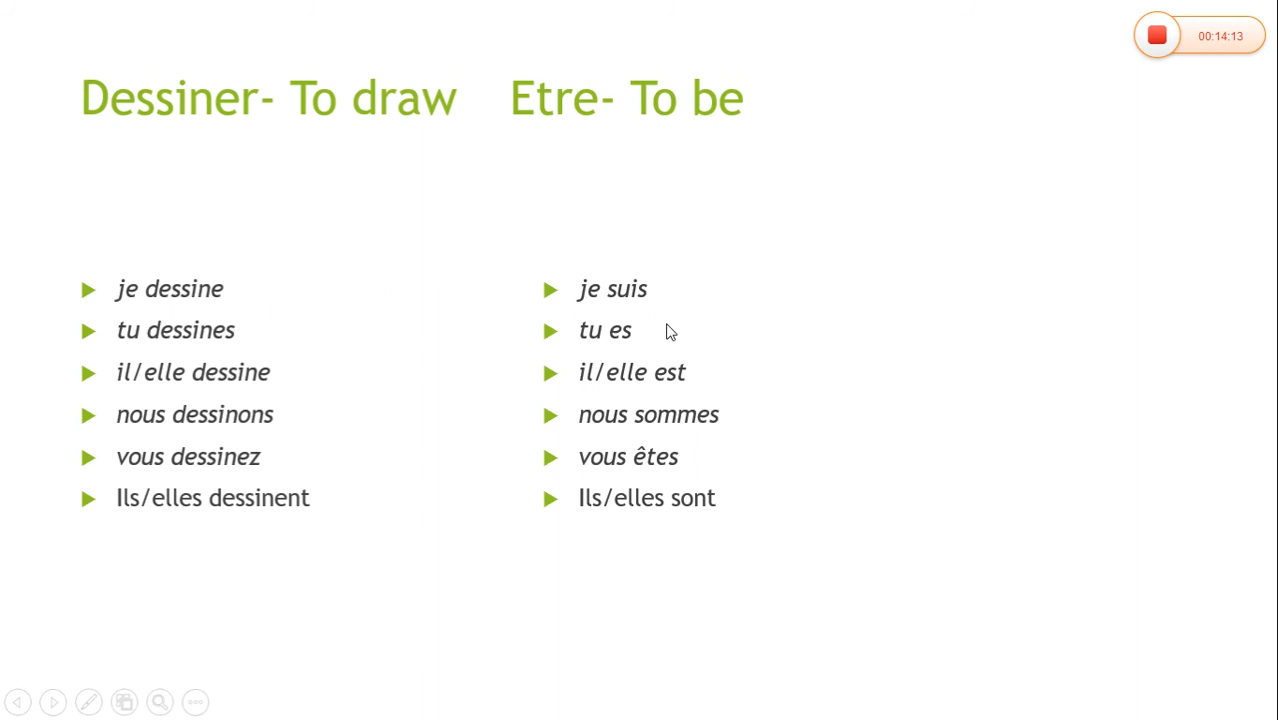 00:14:13
Dessiner- To draw Etre- To be
je dessine
tu dessines
il/elle dessine
nous dessinons
vous dessinez
Ils/elles dessinent
je suis
tu es
il/elle est
nous sommes
vous êtes
Ils/elles sont